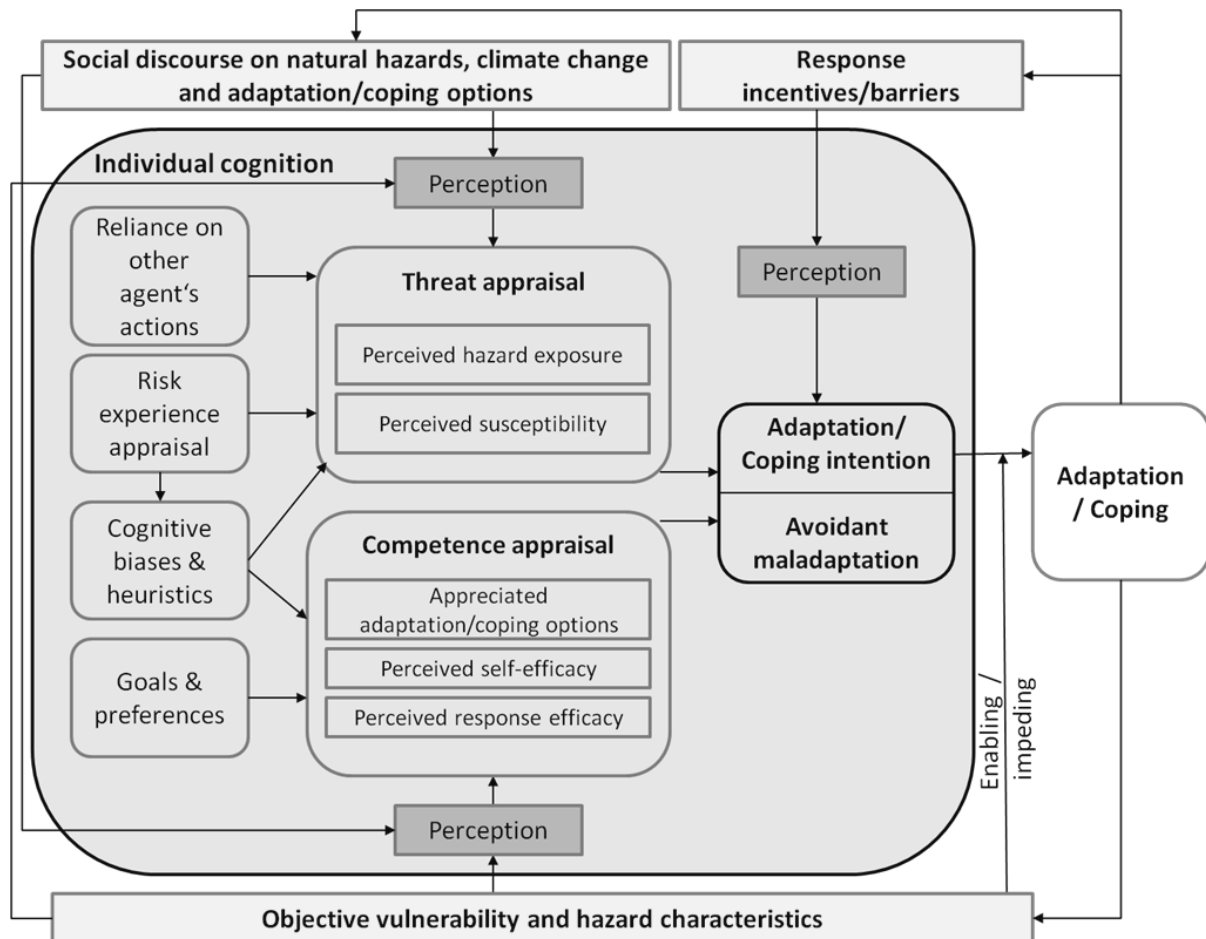 Social discourse on natural hazards, climate change
and adaptation/coping options
Response
incentives/barriers
Individual cognition
Perception
Reliance on
other
agent‘s
actions
Threat appraisal
Perception
Perceived hazard exposure
Risk
experience
appraisal
Perceived susceptibility
Adaptation/
Coping intention
Avoidant
maladaptation
Adaptation
/ Coping
Cognitive
biases &
heuristics
Competence appraisal
Appreciated
adaptation/coping options
Perceived self-efficacy
Goals &
preferences
Perceived response efficacy
Enabling /
impeding
Perception
Objective vulnerability and hazard characteristics